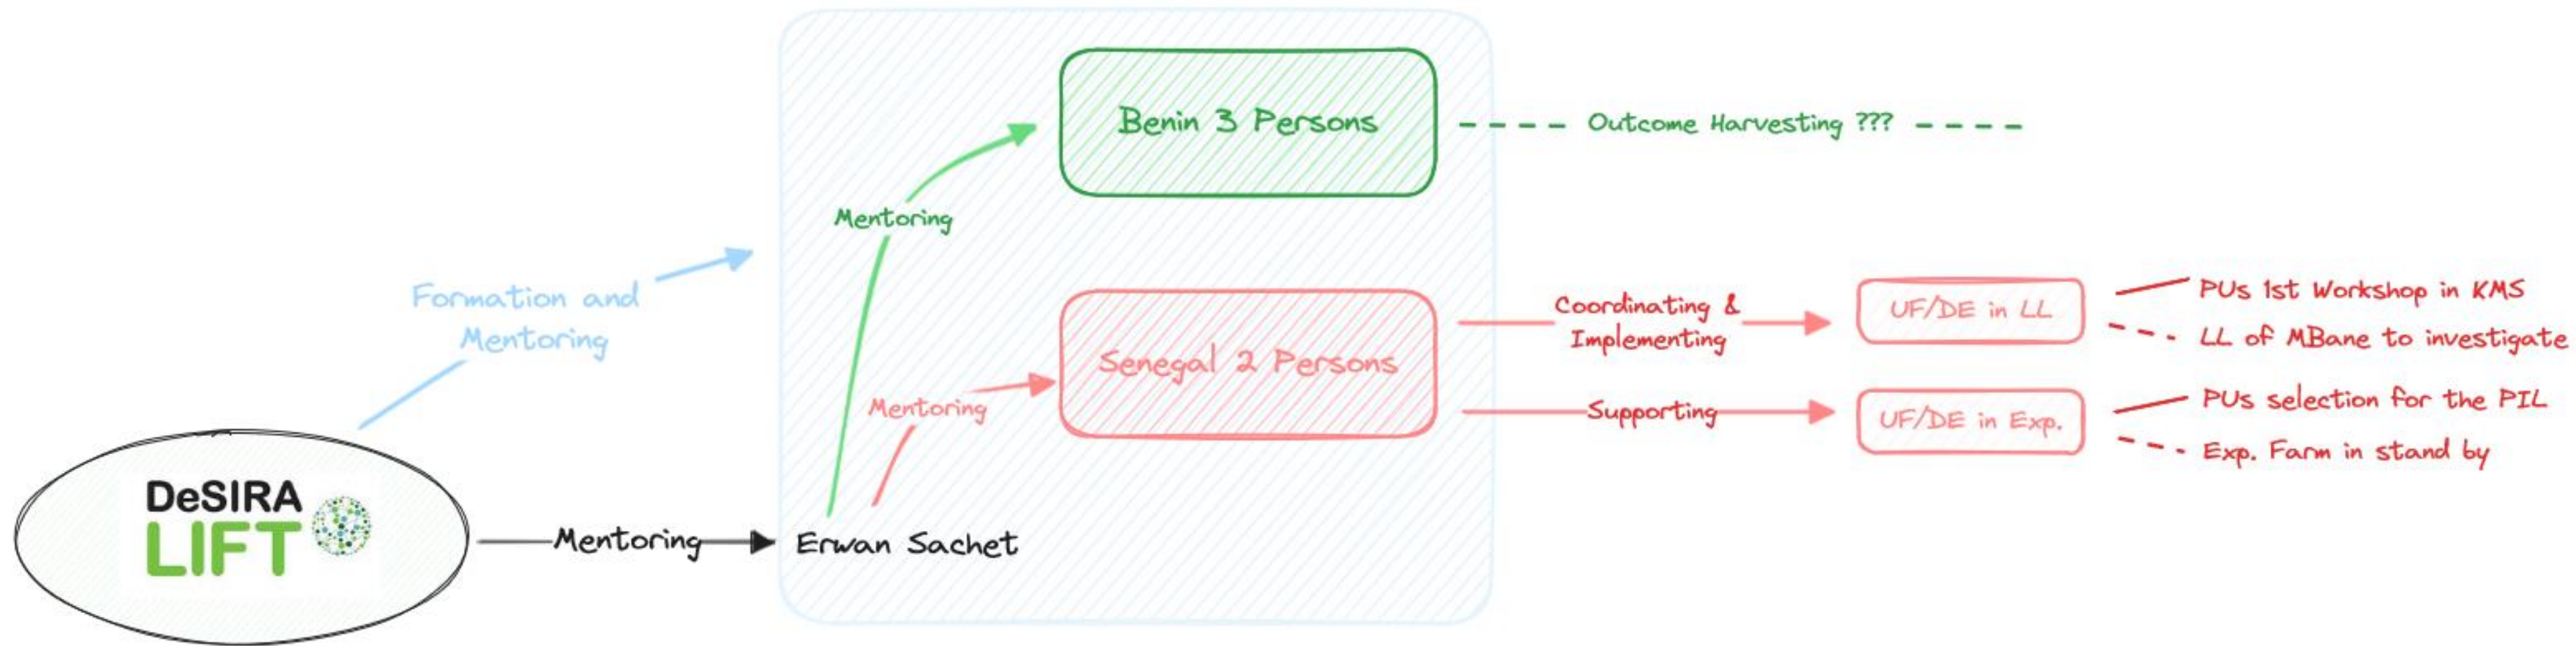 Benin 3 Persons
Outcome Harvesting ???
Mentoring
Formation and
Mentoring
Senegal 2 Persons
Mentoring
Coordinating &
Implementing
UF/DE in LL
PUs 1st Workshop in KMS
LL of MBane to investigate
Supporting
UF/DE in Exp.
PUs selection for the PIL
Exp. Farm in stand by
DeSIRA
LIFT
Mentoring
Erwan Sachet